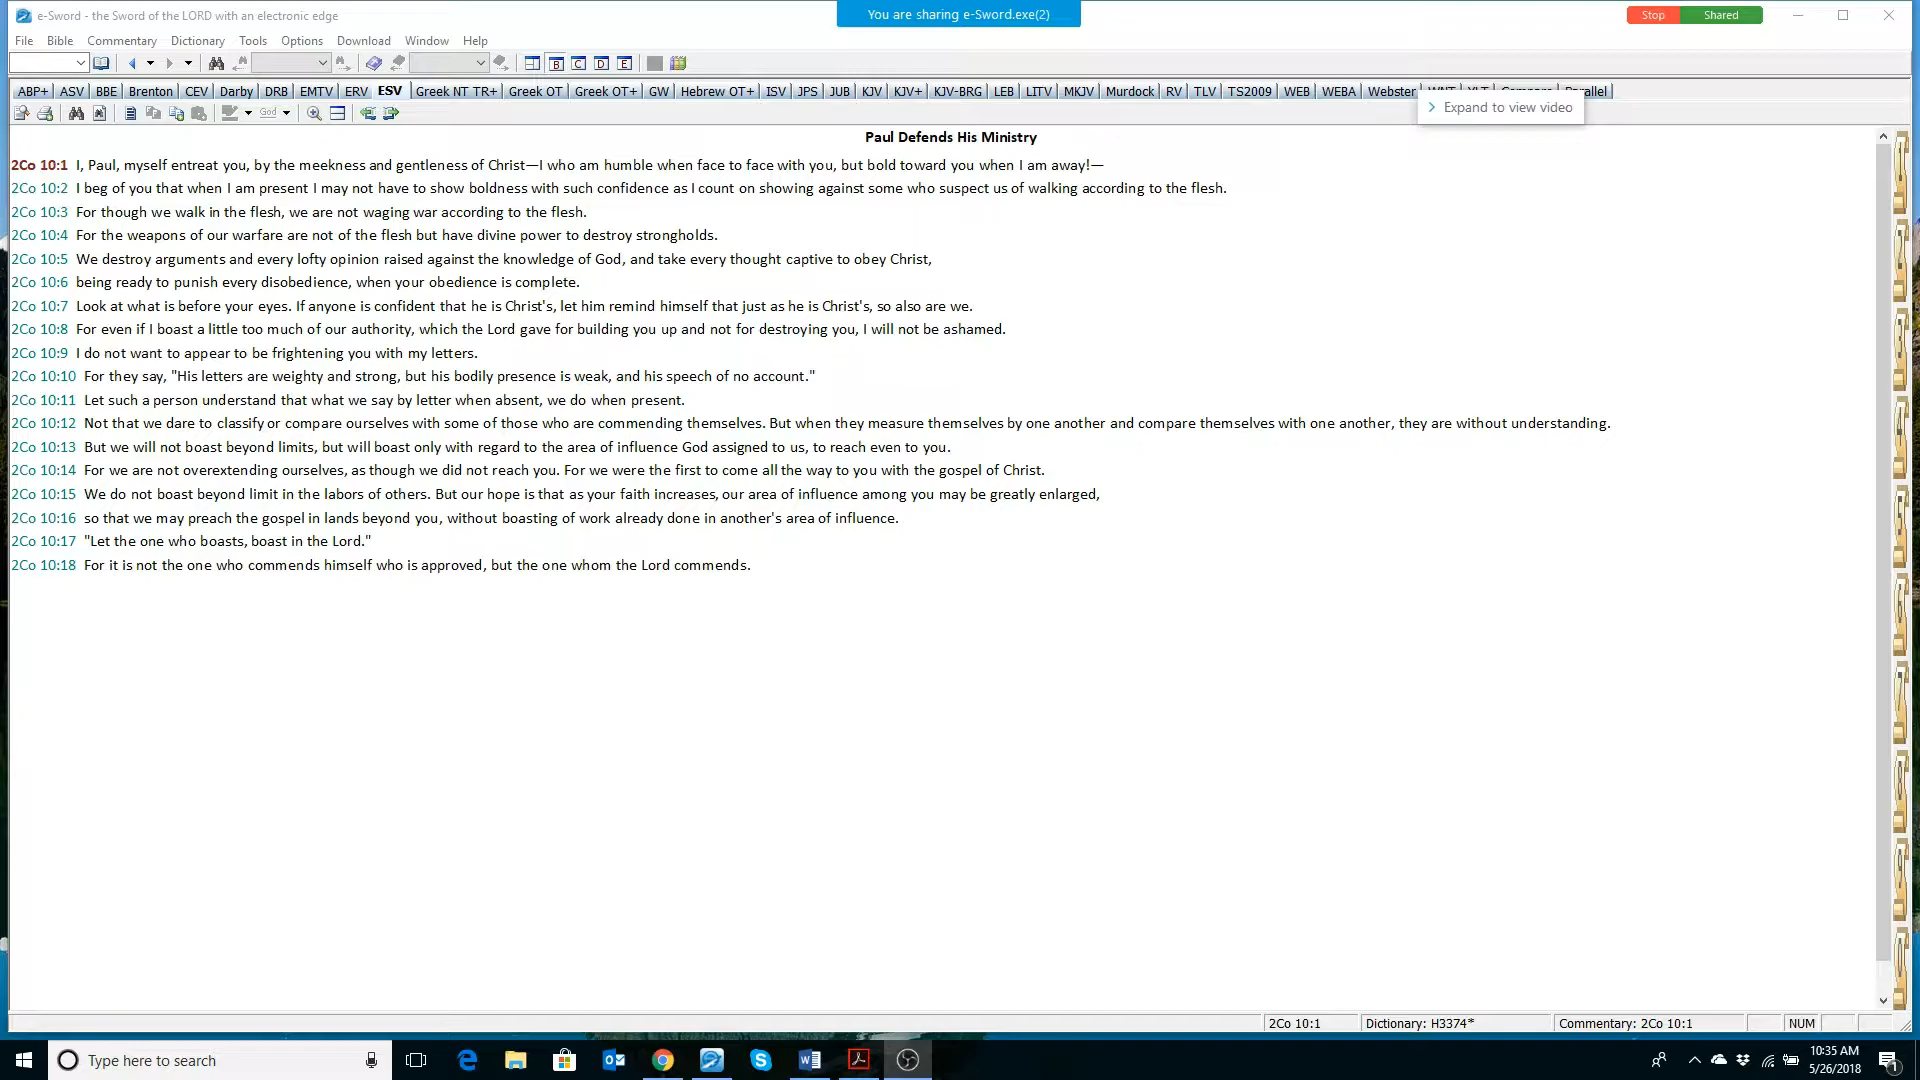 e-Sword - the Sword of the LORD with an electronic edge
You are sharing e-Sword.exe(2)
Stop Shared
File Bible Commentary Dictionary Tools Options Download Window Help
B C D E
ABP+ ASV BBE Brenton CEV Darby DRB EMTV ERV ESV Greek NT TR+ Greek OT Greek OT+ GW Hebrew OT+ ISV JPS JUB KJV KJV+ KJV-BRG LEB LITV MKJV Murdock RV TLV TS2009 WEB WEBA Webster WNT YLT Compare Parallel
God
Expand to view video
Paul Defends His Ministry
2Co 10:1 I, Paul, myself entreat you, by the meekness and gentleness of Christ—I who am humble when face to face with you, but bold toward you when I am away!—
2Co 10:2 I beg of you that when I am present I may not have to show boldness with such confidence as I count on showing against some who suspect us of walking according to the flesh.
2Co 10:3 For though we walk in the flesh, we are not waging war according to the flesh.
2Co 10:4 For the weapons of our warfare are not of the flesh but have divine power to destroy strongholds.
2Co 10:5 We destroy arguments and every lofty opinion raised against the knowledge of God, and take every thought captive to obey Christ,
2Co 10:6 being ready to punish every disobedience, when your obedience is complete.
2Co 10:7 Look at what is before your eyes. If anyone is confident that he is Christ's, let him remind himself that just as he is Christ's, so also are we.
2Co 10:8 For even if I boast a little too much of our authority, which the Lord gave for building you up and not for destroying you, I will not be ashamed.
2Co 10:9 I do not want to appear to be frightening you with my letters.
2Co 10:10 For they say, "His letters are weighty and strong, but his bodily presence is weak, and his speech of no account."
2Co 10:11 Let such a person understand that what we say by letter when absent, we do when present.
2Co 10:12 Not that we dare to classify or compare ourselves with some of those who are commending themselves. But when they measure themselves by one another and compare themselves with one another, they are without understanding.
2Co 10:13 But we will not boast beyond limits, but will boast only with regard to the area of influence God assigned to us, to reach even to you.
2Co 10:14 For we are not overextending ourselves, as though we did not reach you. For we were the first to come all the way to you with the gospel of Christ.
2Co 10:15 We do not boast beyond limit in the labors of others. But our hope is that as your faith increases, our area of influence among you may be greatly enlarged,
2Co 10:16 so that we may preach the gospel in lands beyond you, without boasting of work already done in another's area of influence.
2Co 10:17 "Let the one who boasts, boast in the Lord."
2Co 10:18 For it is not the one who commends himself who is approved, but the one whom the Lord commends.
2Co 10:1 Dictionary: H3374* Commentary: 2Co 10:1 NUM
Type here to search
10:35 AM
5/26/2018
1